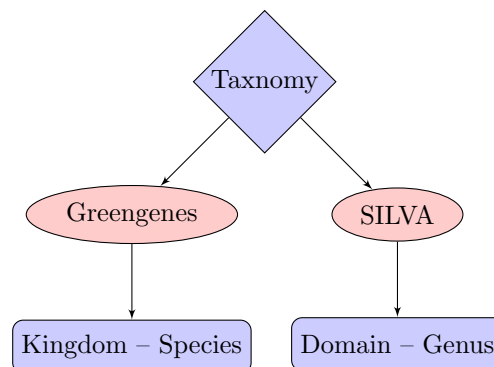 Taxnomy
Greengenes
SILVA
Kingdom – Species
Domain – Genus